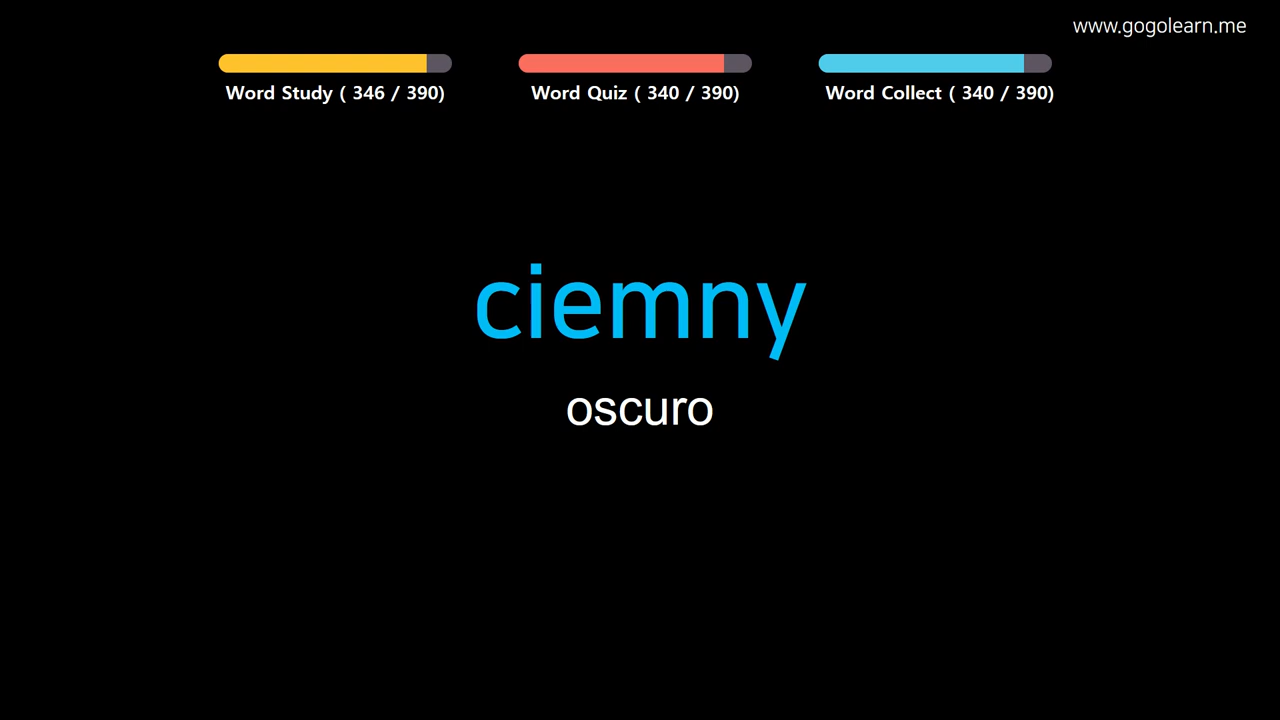 www.gogolearn.me
Word Study ( 346 / 390)
Word Quiz ( 340 / 390)
Word Collect ( 340 / 390)
ciemny
oscuro